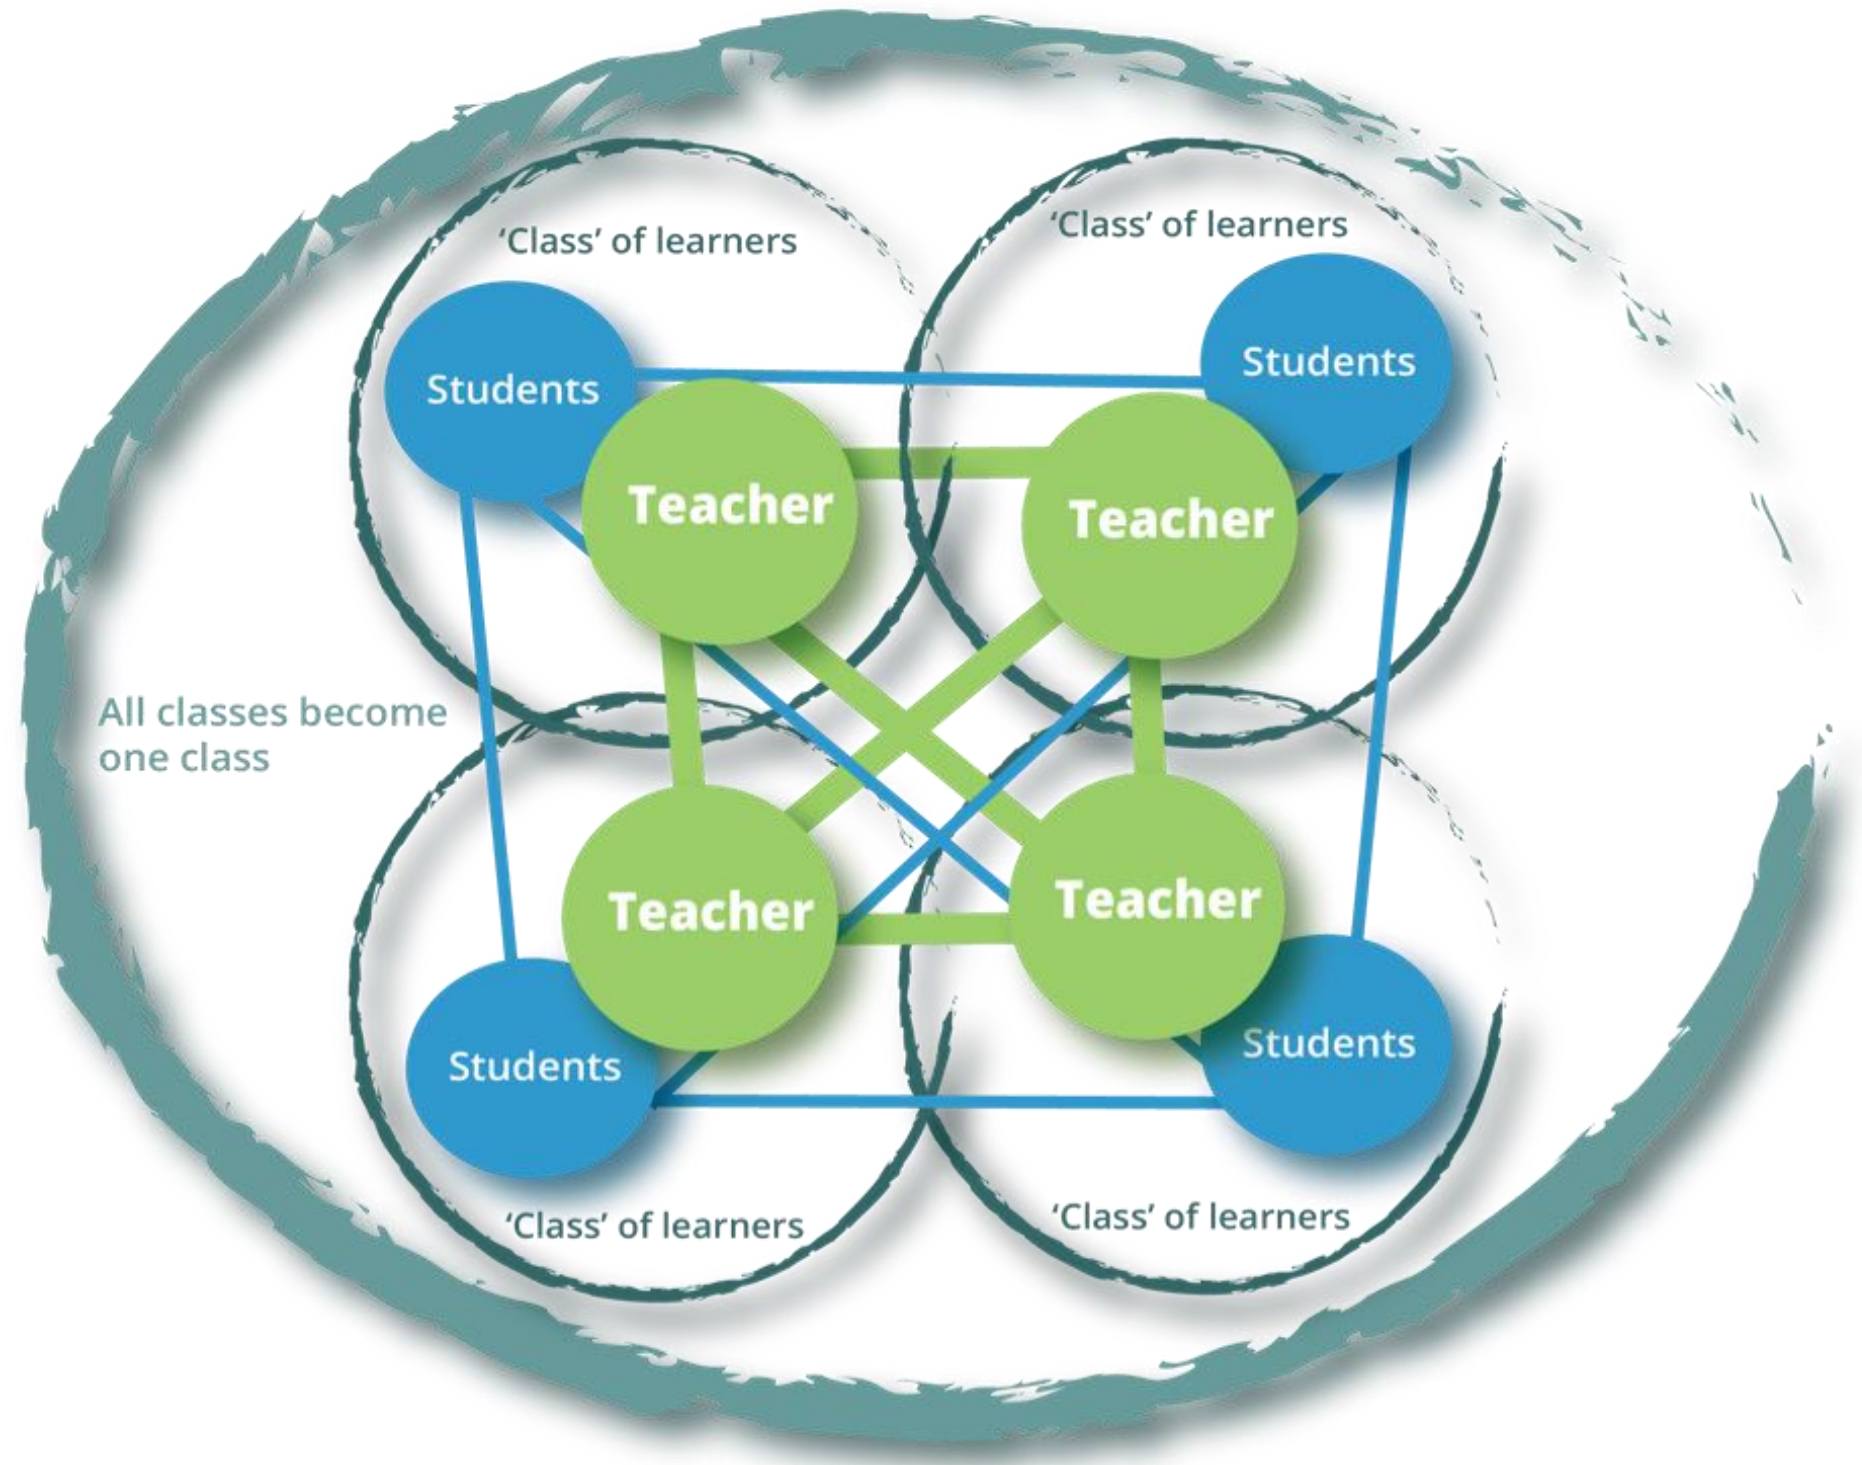 ‘Class’ of learners
‘Class’ of learners
Students
Students
Teacher
Teacher
All classes become
one class
Teacher
Teacher
Students
Students
‘Class’ of learners
‘Class’ of learners